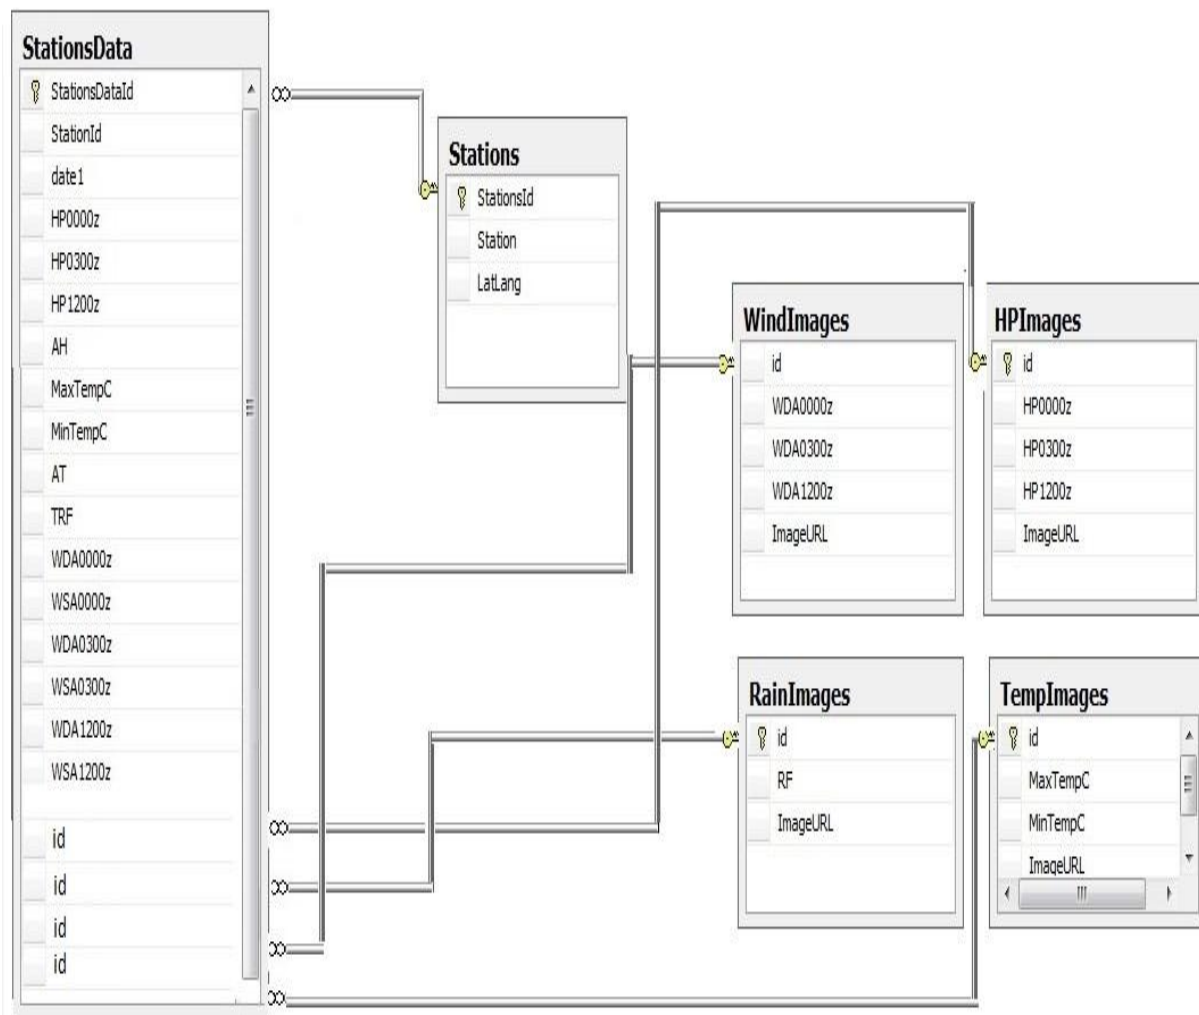 StationsData
StationsDataId
StationId
date1
HP0000z
HP0300z
HP1200z
AH
MaxTempC
MinTempC
AT
TRF
WDA0000z
WSA0000z
WDA0300z
WSA0300z
WDA1200z
WSA1200z
id
id
id
id
Stations
StationsId
Station
LatLang
WindImages
id
WDA0000z
WDA0300z
WDA1200z
ImageURL
HPImages
id
HP0000z
HP0300z
HP1200z
ImageURL
RainImages
id
RF
ImageURL
TempImages
id
MaxTempC
MinTempC
ImageURL